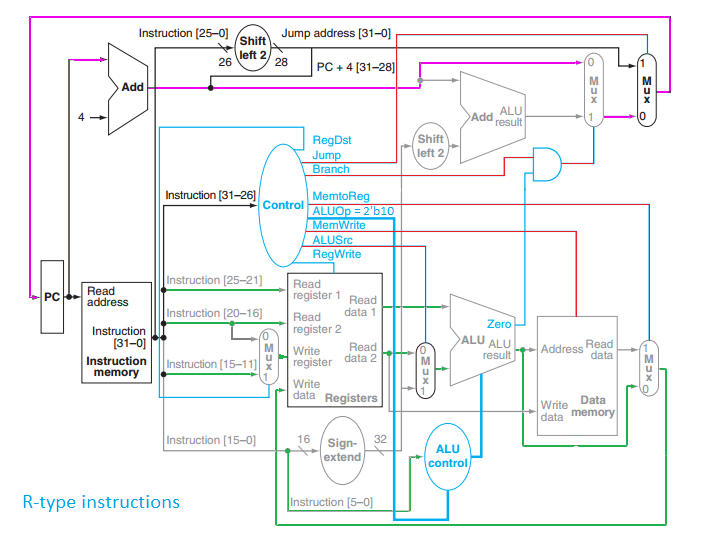 Instruction [25–0]
Shift
left 2
Jump address [31–0]
26
28
PC + 4 [31–28]
Add
4
0
M
u
x
1
1
M
u
x
0
Add
ALU
result
Shift
left 2
RegDst
Jump
Branch
MemtoReg
ALUOp = 2'b10
MemWrite
ALUSrc
RegWrite
Control
Instruction [31–26]
PC
Read
address
Instruction
[31–0]
Instruction
memory
Instruction [25–21]
Instruction [20–16]
Instruction [15–11]
0
M
u
x
1
Read
register 1
Read
register 2
Write
register
Write
data
Read
data 1
Read
data 2
Registers
0
M
u
x
1
Zero
ALU
ALU
result
Address
Read
data
Write
data
Data
memory
1
M
u
x
0
Instruction [15–0]
16
Sign-
extend
32
ALU
control
Instruction [5–0]
R-type instructions